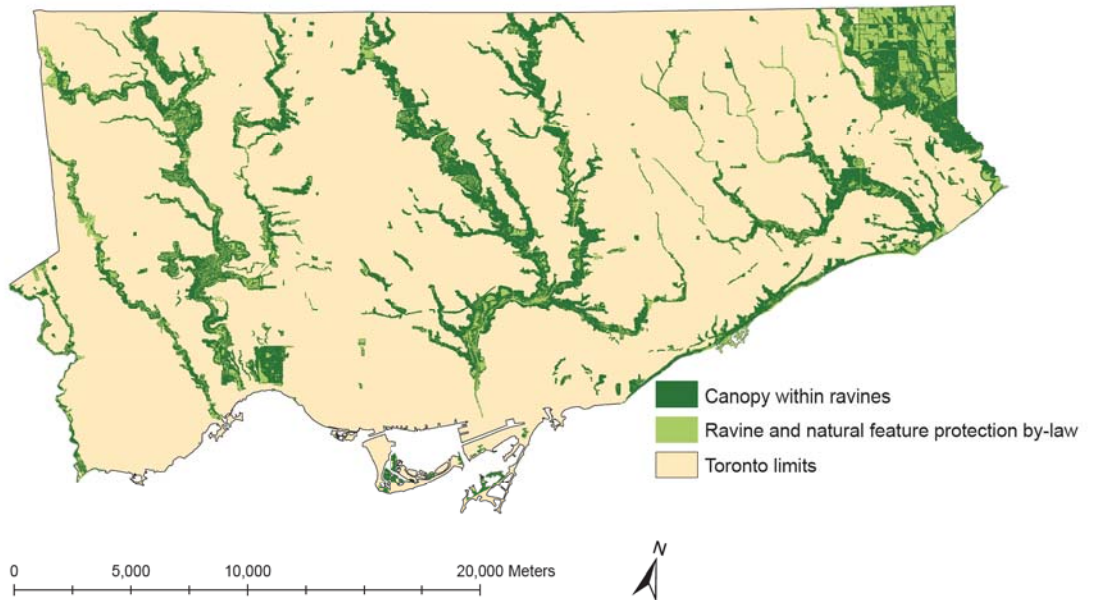 Canopy within ravines
Ravine and natural feature protection by-law
Toronto limits
N
0 5,000 10,000 20,000 Meters